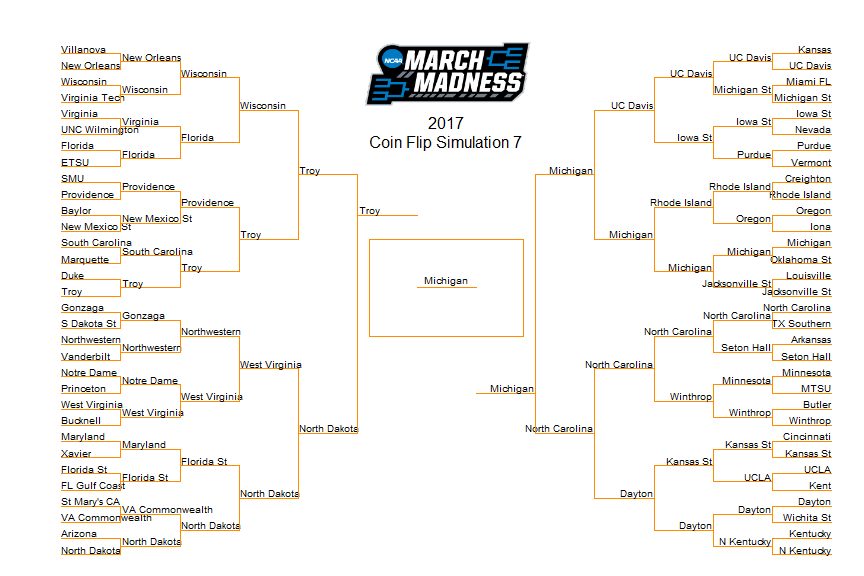 NCAA
MARCH
MADNESS
2017
Coin Flip Simulation 7
Villanova
New Orleans
Wisconsin
Virginia Tech
Virginia
UNC Wilmington
Florida
ETSU
SMU
Providence
Baylor
New Mexico St
South Carolina
Marquette
Duke
Troy
Gonzaga
S Dakota St
Northwestern
Vanderbilt
Notre Dame
Princeton
West Virginia
Bucknell
Maryland
Xavier
Florida St
FL Gulf Coast
St Mary's CA
VA Commonwealth
Arizona
North Dakota
New Orleans
Wisconsin
Virginia
Florida
Providence
New Mexico St
South Carolina
Troy
Gonzaga
Northwestern
Notre Dame
West Virginia
Maryland
Florida St
VA Commonwealth
North Dakota
Wisconsin
Florida
Providence
Troy
Northwestern
West Virginia
Florida St
North Dakota
Wisconsin
Troy
West Virginia
North Dakota
Troy
North Dakota
Troy
Michigan
Michigan
Michigan
North Carolina
UC Davis
Michigan
North Carolina
Dayton
UC Davis
Iowa St
Rhode Island
Michigan
North Carolina
Winthrop
Kansas St
Dayton
UC Davis
Michigan St
Iowa St
Purdue
Rhode Island
Oregon
Michigan
Jacksonville St
North Carolina
Seton Hall
Minnesota
Winthrop
Kansas St
UCLA
Dayton
N Kentucky
Kansas
UC Davis
Miami FL
Michigan St
Iowa St
Nevada
Purdue
Vermont
Creighton
Rhode Island
Oregon
Iona
Michigan
Oklahoma St
Louisville
Jacksonville St
North Carolina
TX Southern
Arkansas
Seton Hall
Minnesota
MTSU
Butler
Winthrop
Cincinnati
Kansas St
UCLA
Kent
Dayton
Wichita St
Kentucky
N Kentucky